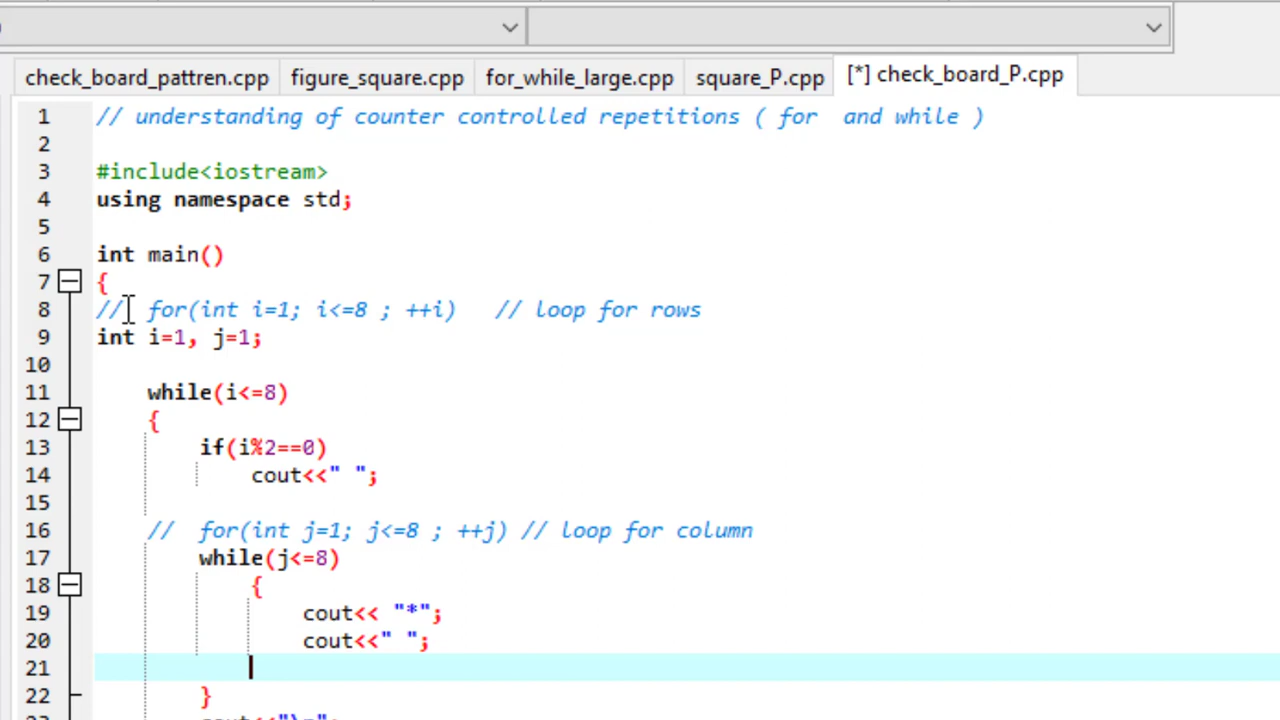 check_board_pattren.cpp figure_square.cpp for_while_large.cpp square_P.cpp [*] check_board_P.cpp
1 // understanding of counter controlled repetitions ( for  and while )
2
3 #include<iostream>
4 using namespace std;
5
6 int main()
7 {
8 //  for(int i=1; i<=8 ; ++i)   // loop for rows
9 int i=1, j=1;
10
11     while(i<=8)
12     {
13         if(i%2==0)
14             cout<<" ";
15
16     //  for(int j=1; j<=8 ; ++j) // loop for column
17         while(j<=8)
18             {
19                 cout<< "*";
20                 cout<<" ";
21
22         }
23         cout<<"\n";